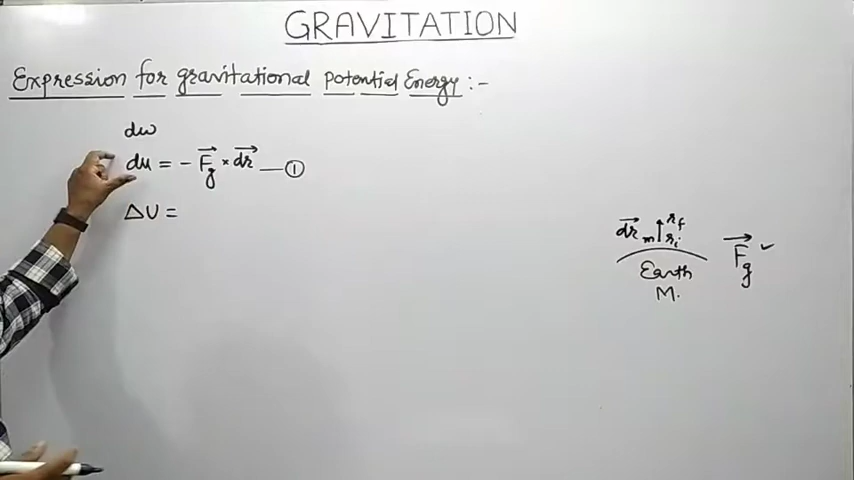 GRAVITATION
Expression for gravitational Potential Energy :-
dw
du = - F⃗g × dr⃗ — ①
ΔU =
dr⃗ m ↑ rf
ri
F⃗g ✓
Earth
M.